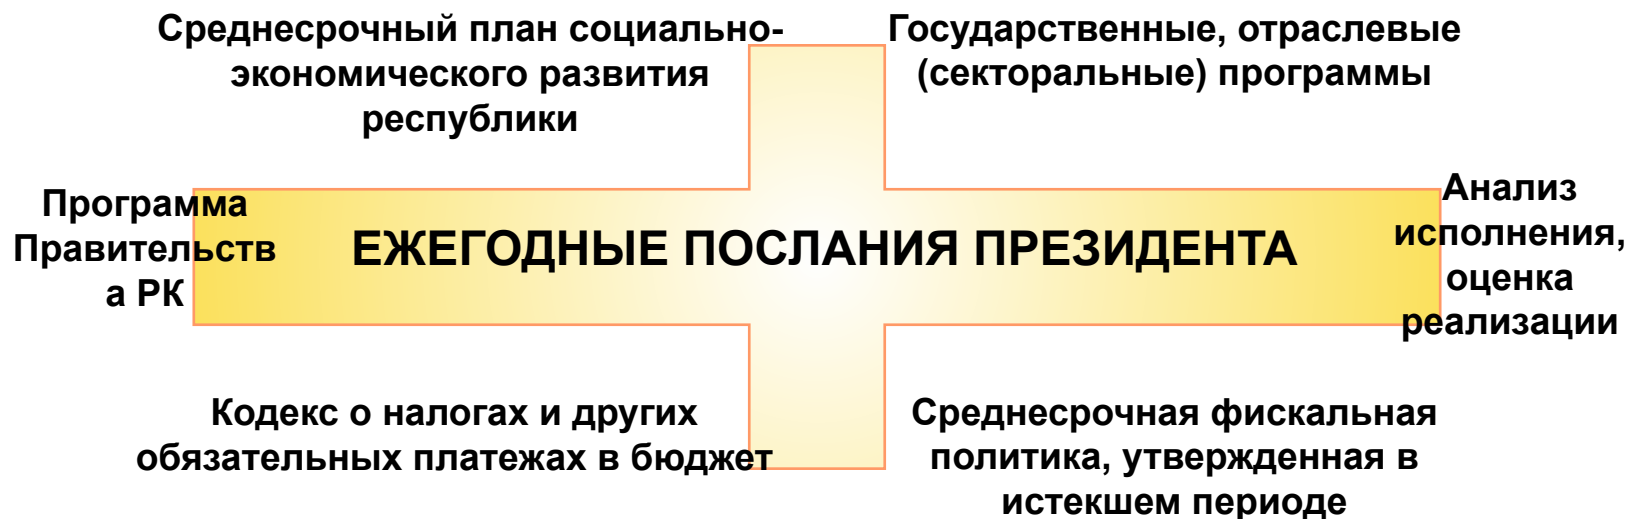 Среднесрочный план социально-
экономического развития
республики
Государственные, отраслевые
(секторальные) программы
Программа
Правительств
а РК
ЕЖЕГОДНЫЕ ПОСЛАНИЯ ПРЕЗИДЕНТА
Анализ
исполнения,
оценка
реализации
Кодекс о налогах и других
обязательных платежах в бюджет
Среднесрочная фискальная
политика, утвержденная в
истекшем периоде